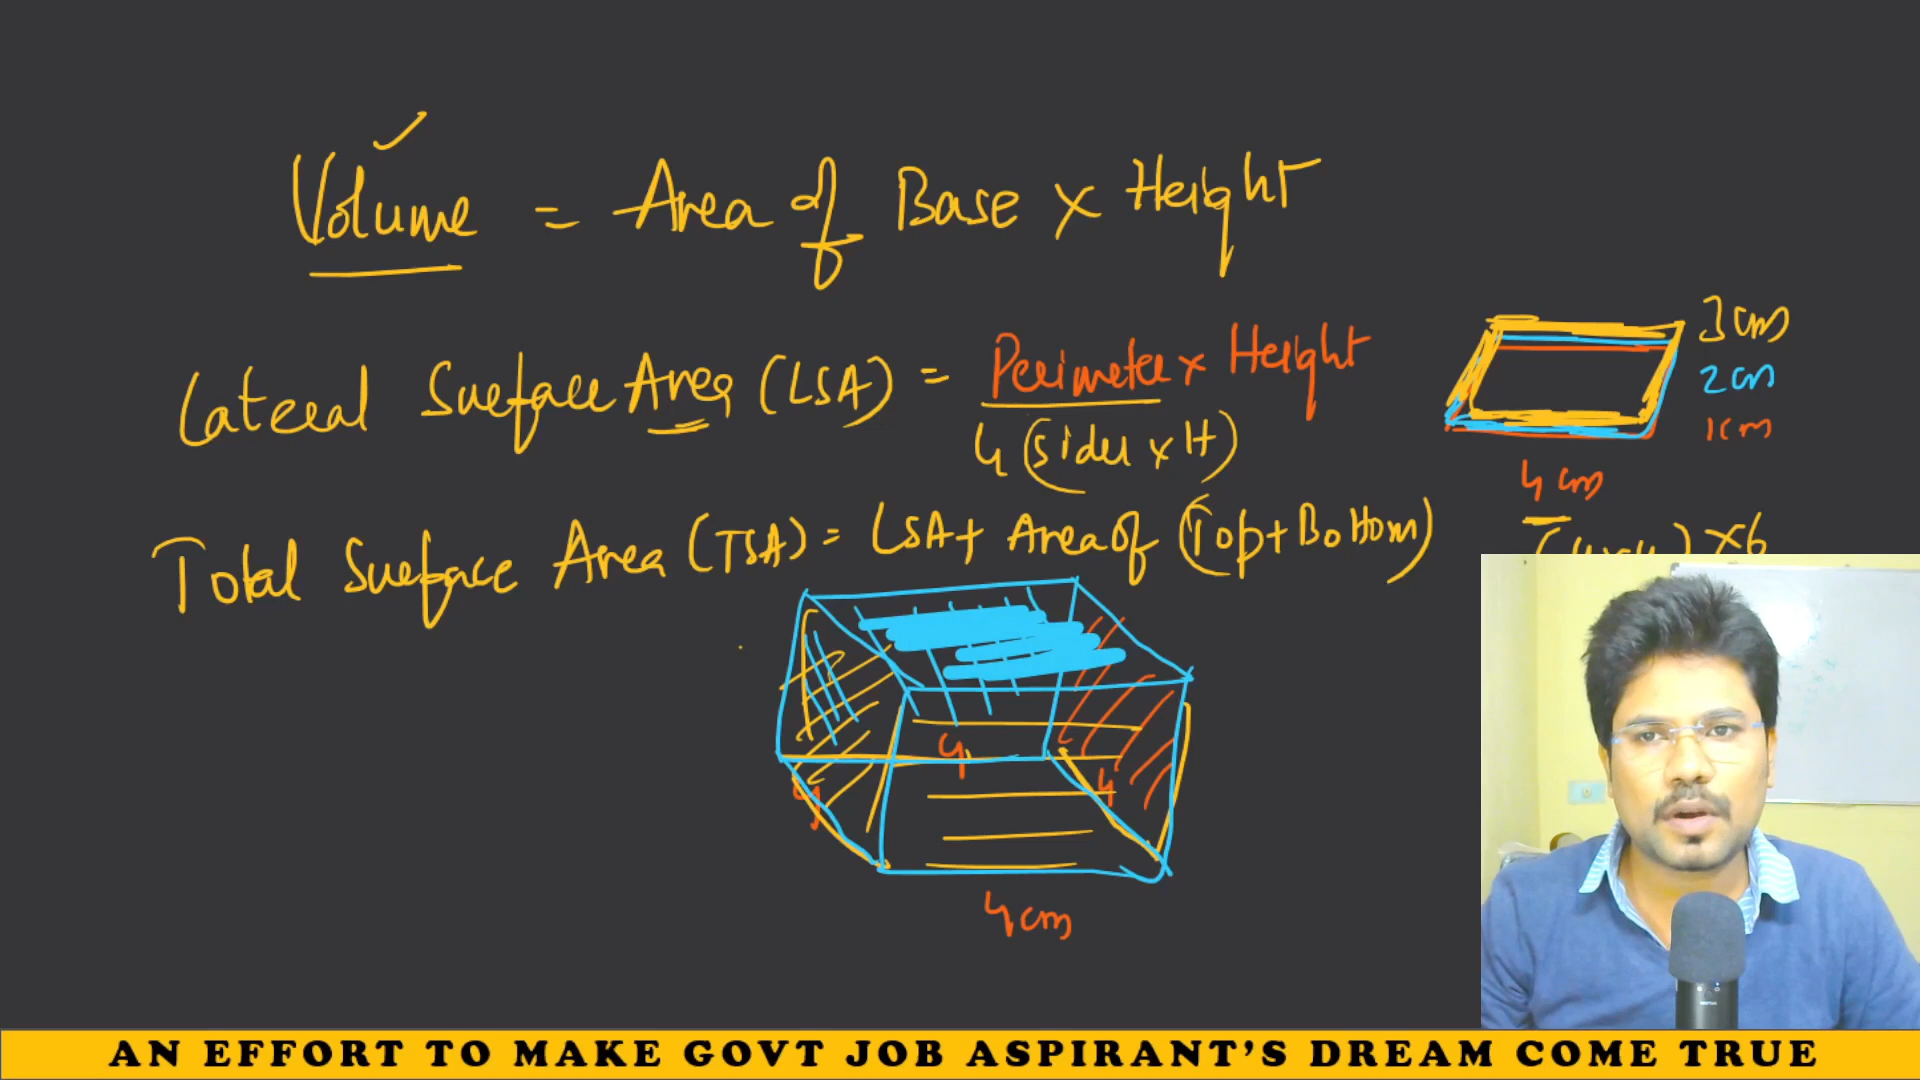 Volume = Area of Base x Height
Lateral Surface Area (LSA) = Perimeter x Height
4 (Sides x H)
3 cm
2 cm
1 cm
4 cm
Total Surface Area (TSA) = LSA + Area of (Top + Bottom)
x 6
4
4
4
4 cm
AN EFFORT TO MAKE GOVT JOB ASPIRANT'S DREAM COME TRUE